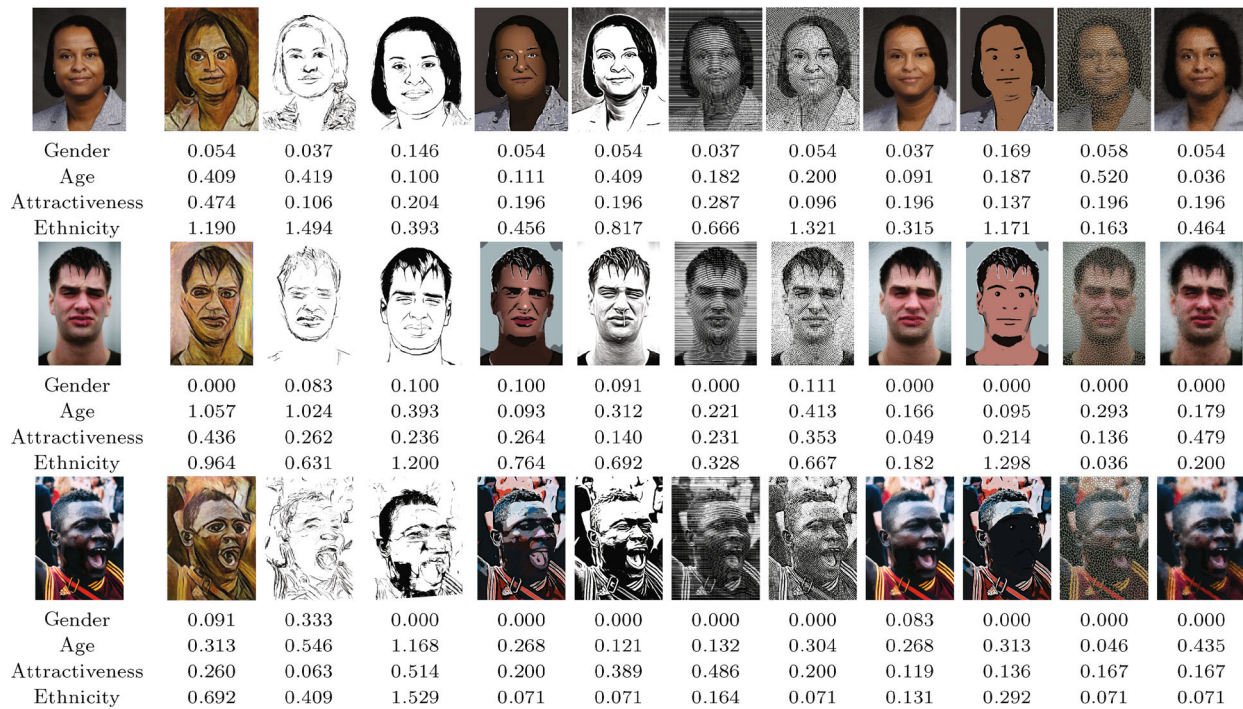 Gender 0.054 0.037 0.146 0.054 0.054 0.037 0.054 0.037 0.169 0.058 0.054
Age 0.409 0.419 0.100 0.111 0.409 0.182 0.200 0.091 0.187 0.520 0.036
Attractiveness 0.474 0.106 0.204 0.196 0.196 0.287 0.096 0.196 0.137 0.196 0.196
Ethnicity 1.190 1.494 0.393 0.456 0.817 0.666 1.321 0.315 1.171 0.163 0.464
Gender 0.000 0.083 0.100 0.100 0.091 0.000 0.111 0.000 0.000 0.000 0.000
Age 1.057 1.024 0.393 0.093 0.312 0.221 0.413 0.166 0.095 0.293 0.179
Attractiveness 0.436 0.262 0.236 0.264 0.140 0.231 0.353 0.049 0.214 0.136 0.479
Ethnicity 0.964 0.631 1.200 0.764 0.692 0.328 0.667 0.182 1.298 0.036 0.200
Gender 0.091 0.333 0.000 0.000 0.000 0.000 0.000 0.083 0.000 0.000 0.000
Age 0.313 0.546 1.168 0.268 0.121 0.132 0.304 0.268 0.313 0.046 0.435
Attractiveness 0.260 0.063 0.514 0.200 0.389 0.486 0.200 0.119 0.136 0.167 0.167
Ethnicity 0.692 0.409 1.529 0.071 0.071 0.164 0.071 0.131 0.292 0.071 0.071